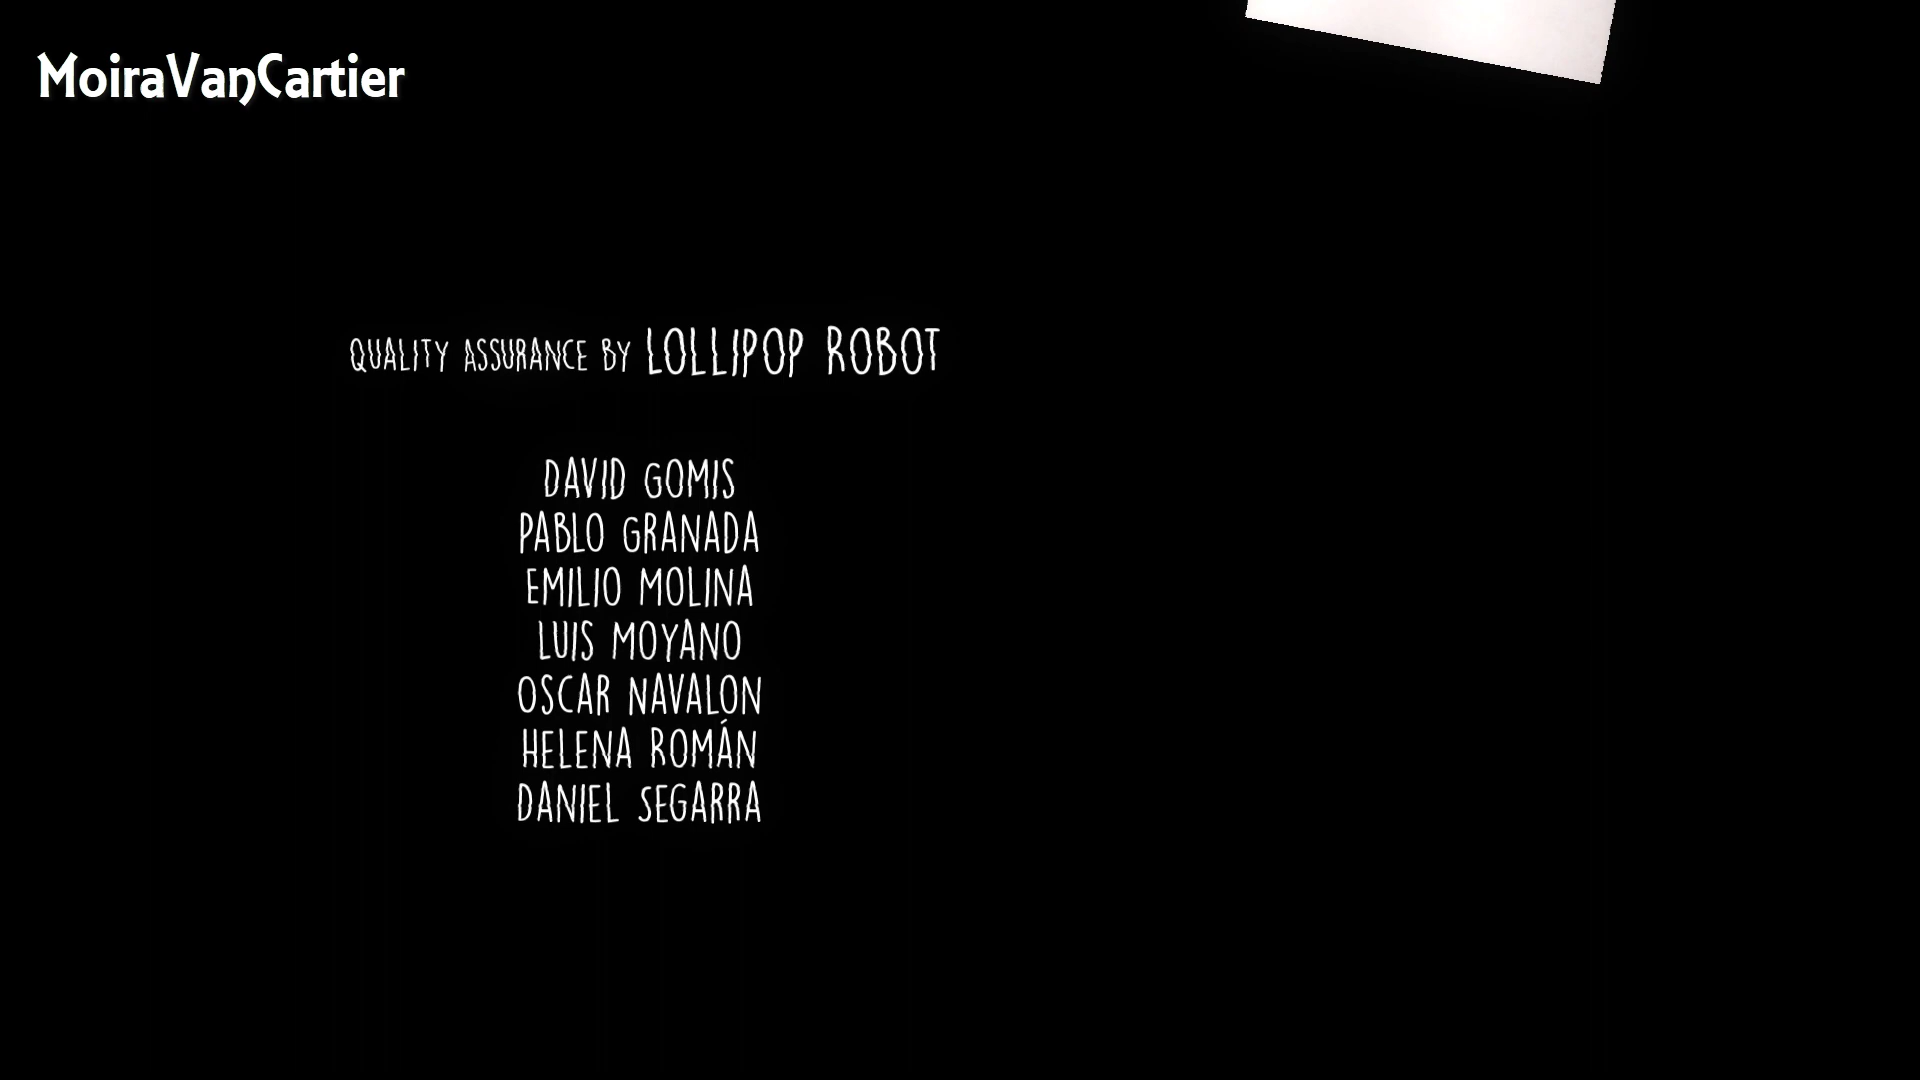 MoiraVanCartier
QUALITY ASSURANCE BY LOLLIPOP ROBOT
DAVID GOMIS
PABLO GRANADA
EMILIO MOLINA
LUIS MOYANO
OSCAR NAVALON
HELENA ROMÁN
DANIEL SEGARRA